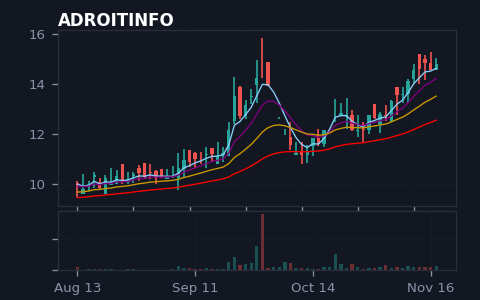 ADROITINFO
16
14
12
10
Aug 13
Sep 11
Oct 14
Nov 16